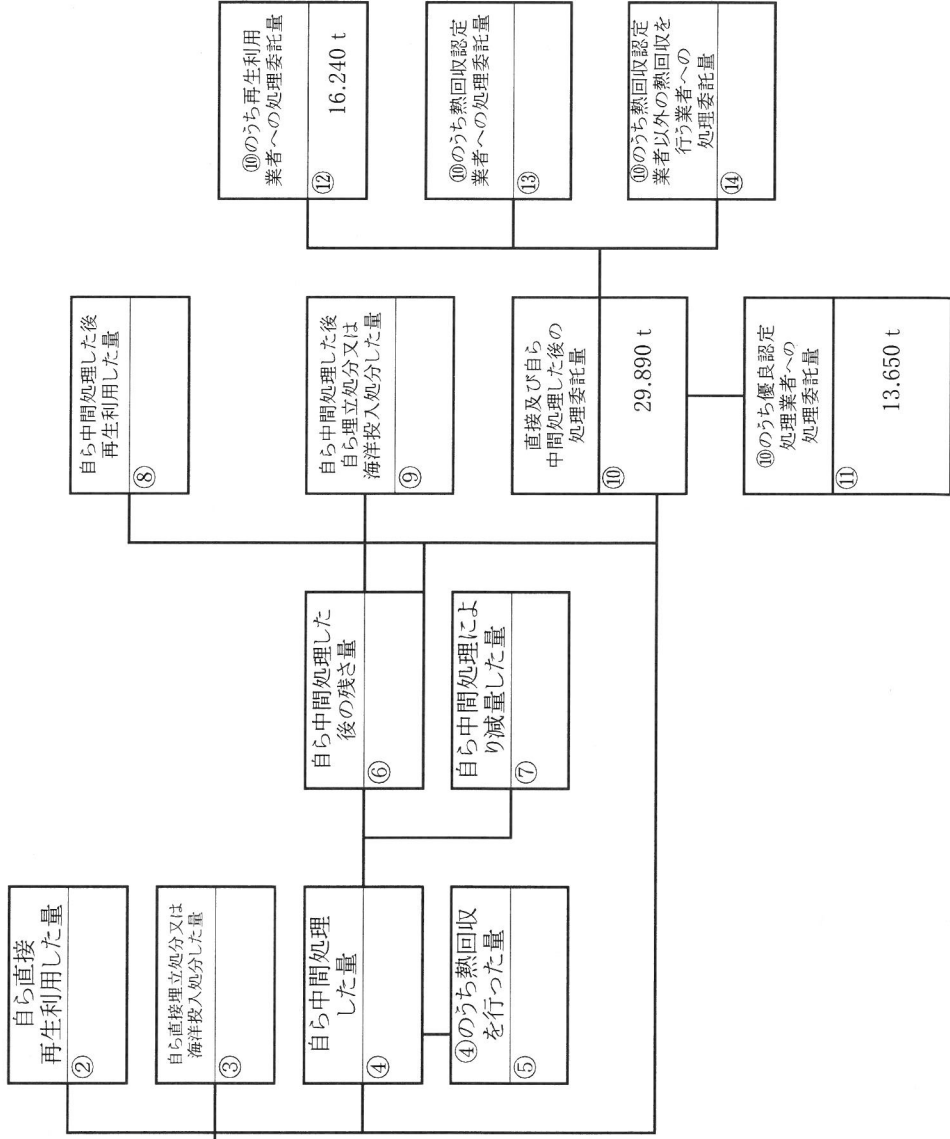 自ら直接
再生利用した量
②
自ら直接埋立処分又は
海洋投入処分した量
③
自ら中間処理
した量
④
④のうち熱回収
を行った量
⑤
自ら中間処理した
後の残さ量
⑥
自ら中間処理によ
り減量した量
⑦
自ら中間処理した後
再生利用した量
⑧
自ら中間処理した後
自ら埋立処分又は
海洋投入処分した量
⑨
直接及び自ら
中間処理した後の
処理委託量
⑩
29.890 t
⑩のうち優良認定
処理業者への
処理委託量
⑪
13.650 t
⑩のうち再生利用
業者への処理委託量
⑫
16.240 t
⑩のうち熱回収認定
業者への処理委託量
⑬
⑩のうち熱回収認定
業者以外の熱回収を
行う業者への
処理委託量
⑭